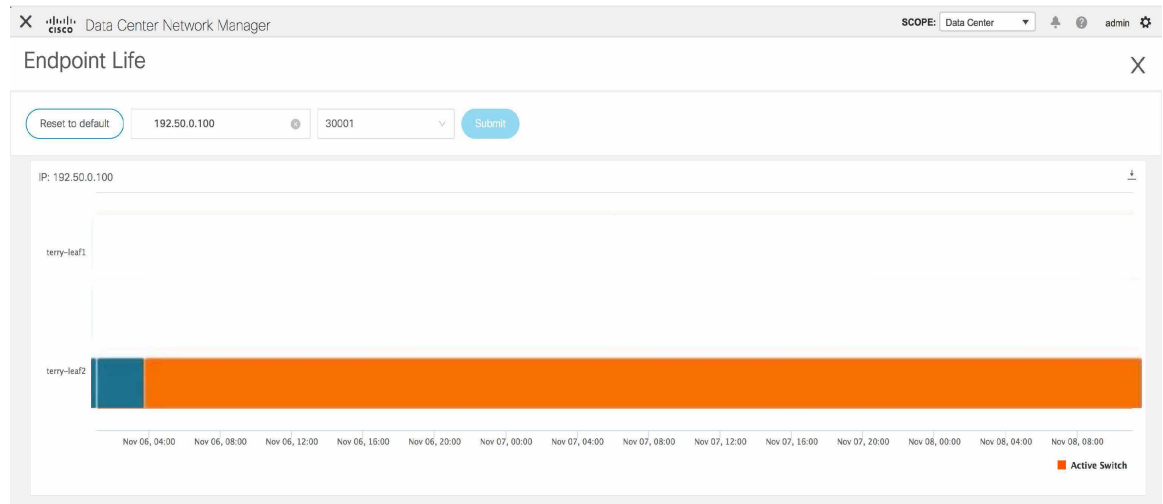 X cisco Data Center Network Manager SCOPE: Data Center admin
Endpoint Life X
Reset to default 192.50.0.100 30001 Submit
IP: 192.50.0.100
terry-leaf1
terry-leaf2
Nov 06, 04:00 Nov 06, 08:00 Nov 06, 12:00 Nov 06, 16:00 Nov 06, 20:00 Nov 07, 00:00 Nov 07, 04:00 Nov 07, 08:00 Nov 07, 12:00 Nov 07, 16:00 Nov 07, 20:00 Nov 08, 00:00 Nov 08, 04:00 Nov 08, 08:00
Active Switch